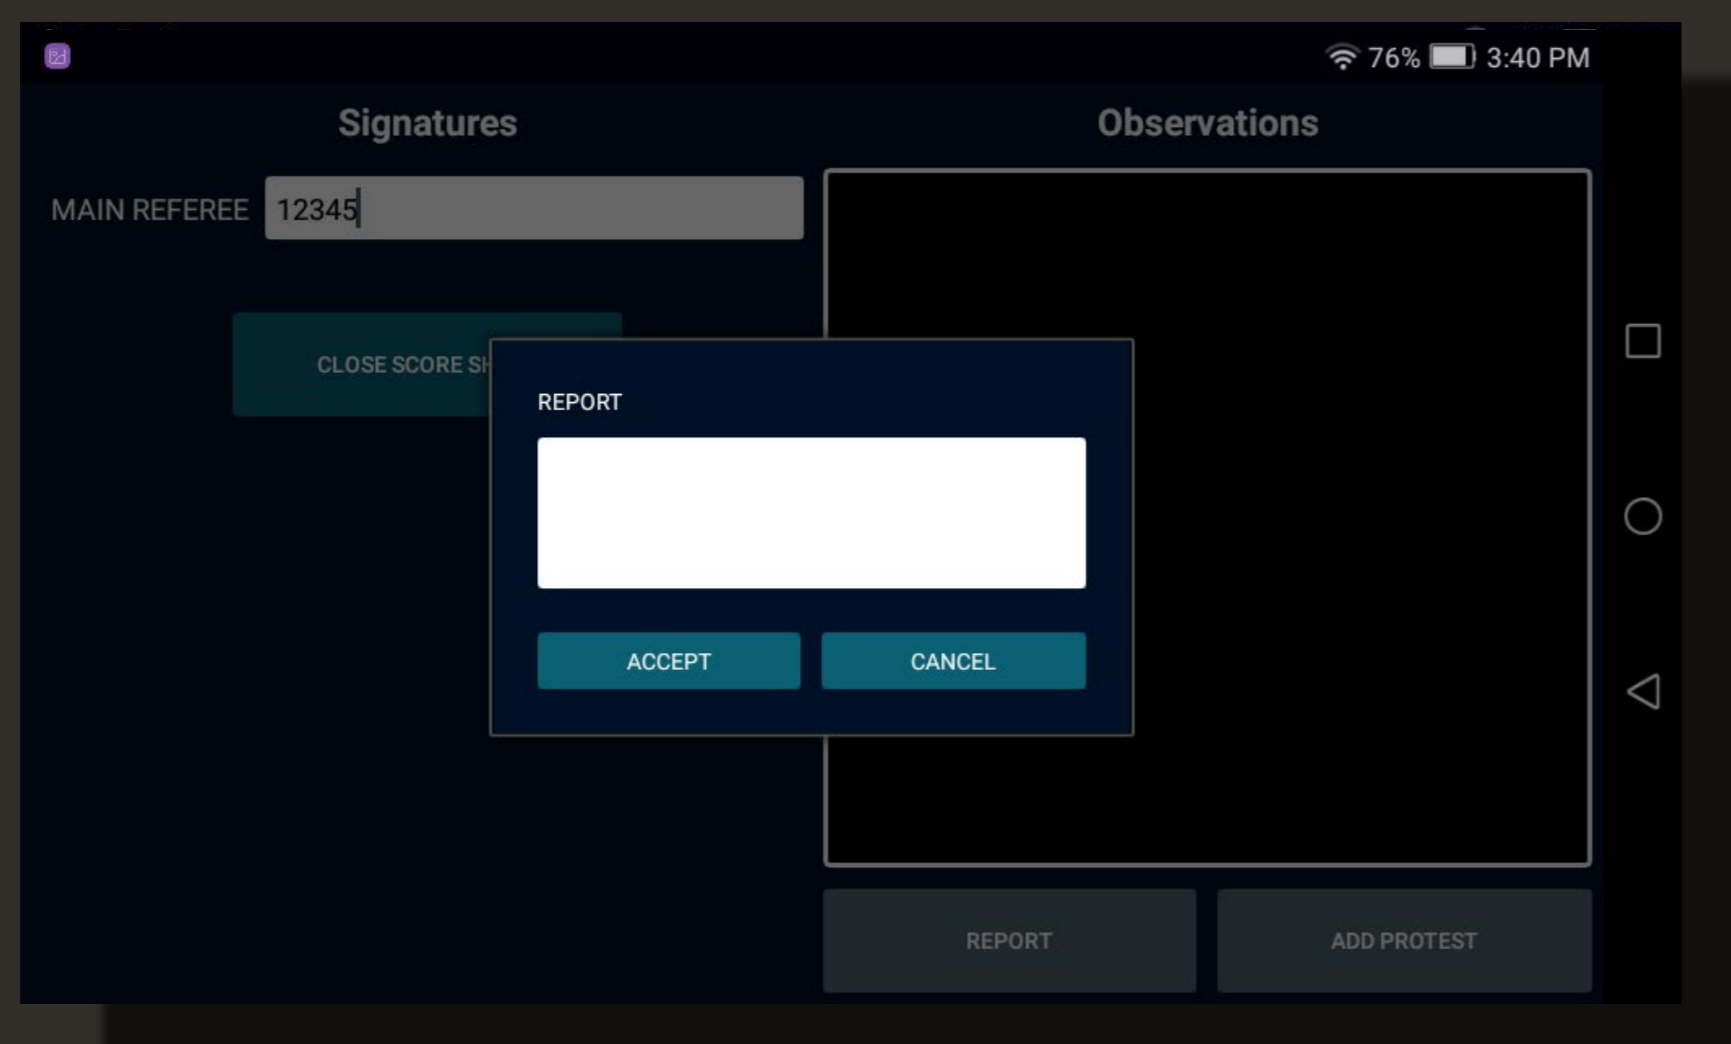 76% 3:40 PM
Signatures
Observations
MAIN REFEREE 12345
CLOSE SCORE SH
REPORT
ACCEPT
CANCEL
REPORT
ADD PROTEST